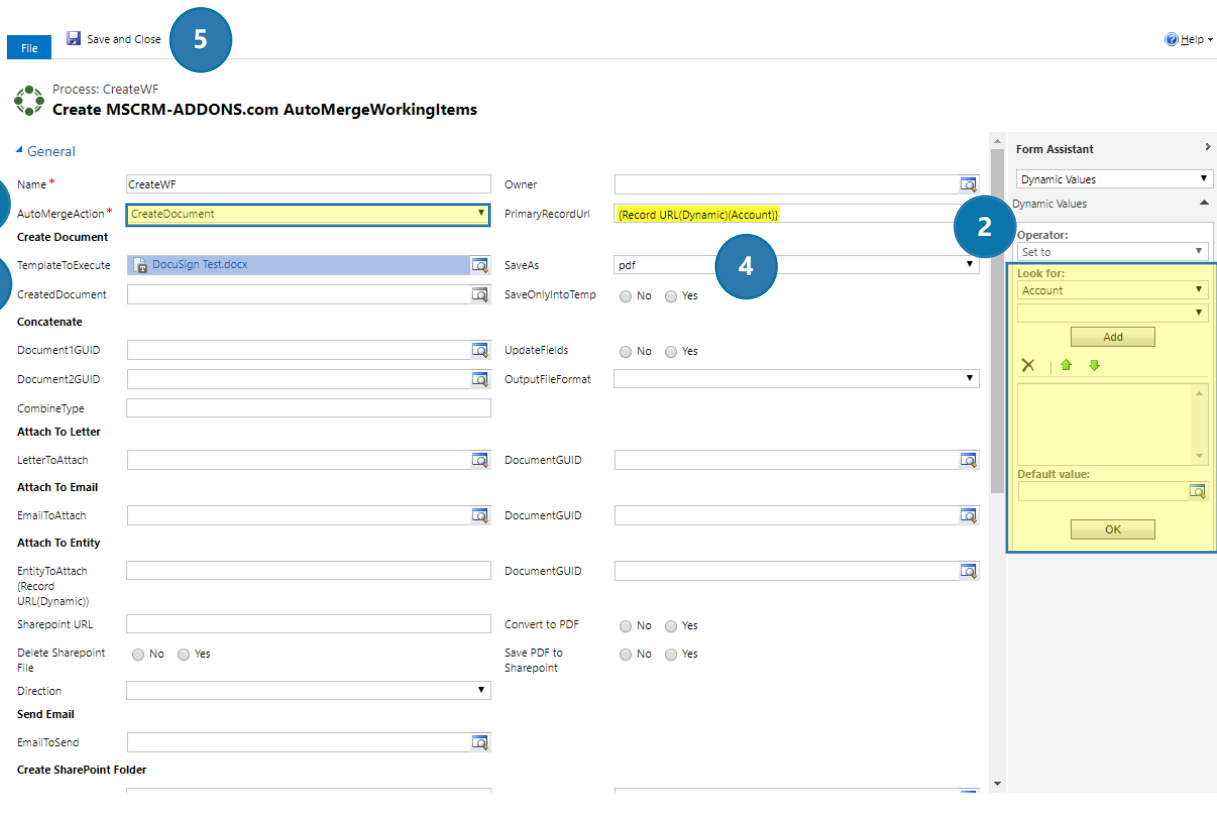 File
Save and Close
5
Help
Process: CreateWF
Create MSCRM-ADDONS.com AutoMergeWorkingItems
General
Name * CreateWF Owner
AutoMergeAction * CreateDocument PrimaryRecordUrl {Record URL(Dynamic)(Account)}
Create Document
TemplateToExecute DocuSign Test.docx SaveAs pdf 4
CreatedDocument SaveOnlyIntoTemp No Yes
Concatenate
Document1GUID UpdateFields No Yes
Document2GUID OutputFileFormat
CombineType
Attach To Letter
LetterToAttach DocumentGUID
Attach To Email
EmailToAttach DocumentGUID
Attach To Entity
EntityToAttach DocumentGUID
(Record
URL(Dynamic))
Sharepoint URL Convert to PDF No Yes
Delete Sharepoint No Yes Save PDF to No Yes
File Sharepoint
Direction
Send Email
EmailToSend
Create SharePoint Folder
Form Assistant
Dynamic Values
Dynamic Values
2
Operator:
Set to
Look for:
Account
Add
Default value:
OK